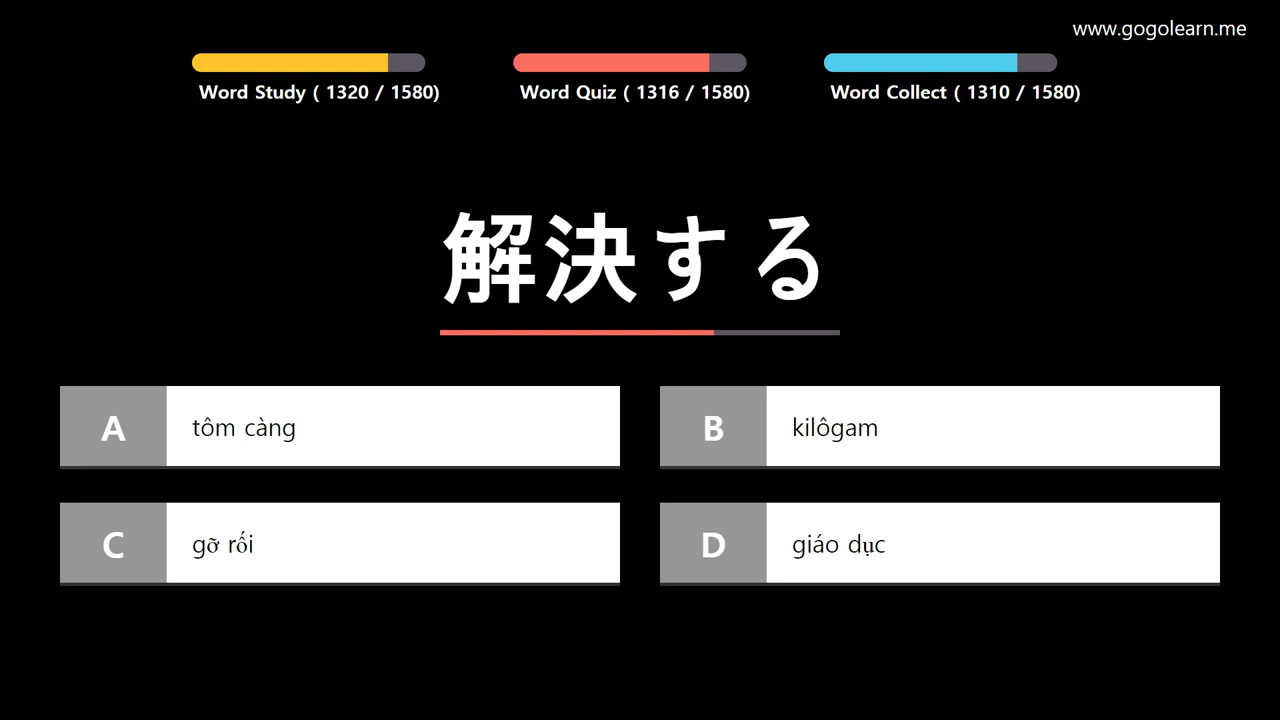 www.gogolearn.me
Word Study ( 1320 / 1580)
Word Quiz ( 1316 / 1580)
Word Collect ( 1310 / 1580)
解決する
A
tôm càng
B
kilôgam
C
gỡ rối
D
giáo dục